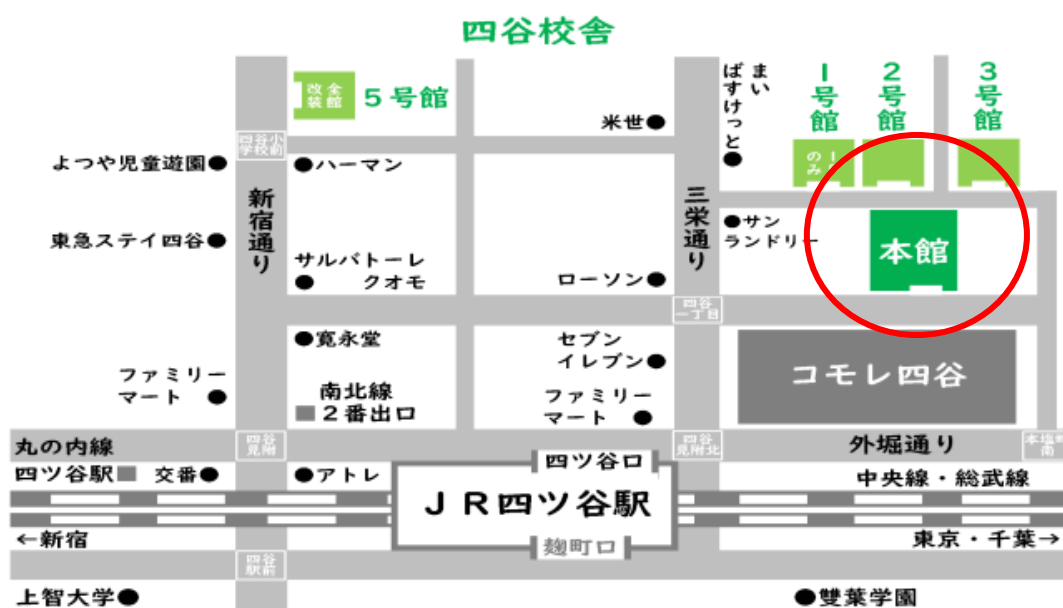 四谷校舎
全館
改装
5号館
四谷小
学校前
よつや児童遊園
ハーマン
新宿通り
東急ステイ四谷
サルバトーレ
クオモ
米世
まい
ばすけっと
1号館
2号館
3号館
のみ
三栄通り
サン
ランドリー
本館
ローソン
四谷
一丁目
寛永堂
セブン
イレブン
コモレ四谷
ファミリー
マート
南北線
2番出口
ファミリー
マート
丸の内線
四谷
見附
四谷
見附北
外堀通り
本塩町
南
四ツ谷駅
交番
アトレ
四ツ谷口
JR四ツ谷駅
麹町口
中央線・総武線
←新宿
東京・千葉→
四谷
駅前
上智大学
雙葉学園